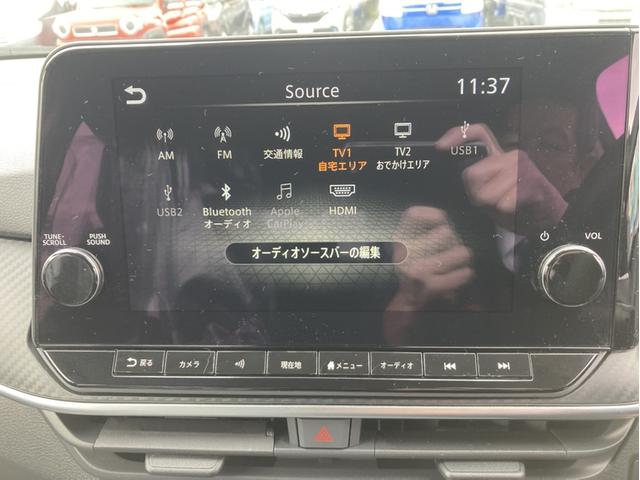 Source
11:37
AM
FM
交通情報
TV1
自宅エリア
TV2
おでかけエリア
USB1
USB2
Bluetooth
オーディオ
Apple
CarPlay
HDMI
オーディオソースバーの編集
TUNE·
SCROLL
PUSH
SOUND
VOL
戻る
カメラ
現在地
メニュー
オーディオ